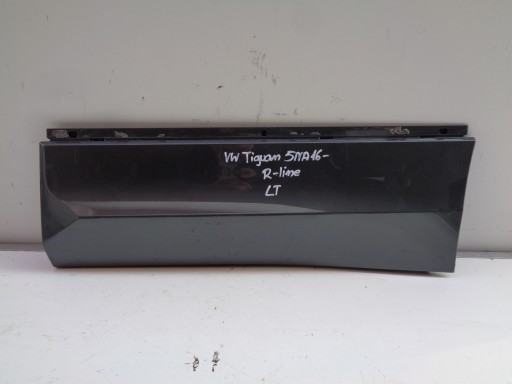 VW Tiguan 5NA16-
R-line
LT